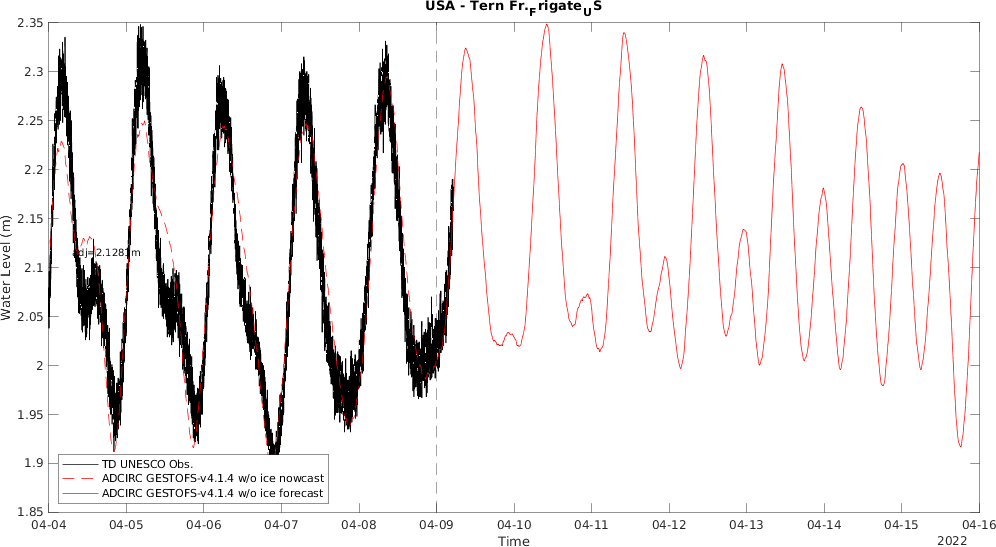 USA - Tern Fr.FrigateUS
2.35
2.3
2.25
2.2
2.15
2.1
2.05
2
1.95
1.9
1.85
Water Level (m)
adj=2.1281m
TD UNESCO Obs.
ADCIRC GESTOFS-v4.1.4 w/o ice nowcast
ADCIRC GESTOFS-v4.1.4 w/o ice forecast
04-04 04-05 04-06 04-07 04-08 04-09 04-10 04-11 04-12 04-13 04-14 04-15 04-16
Time
2022